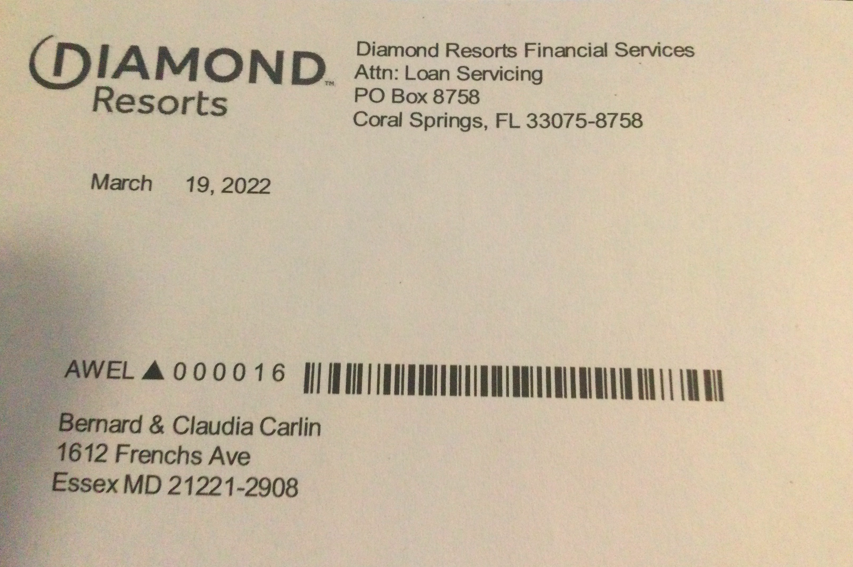 DIAMOND™
Resorts
Diamond Resorts Financial Services
Attn: Loan Servicing
PO Box 8758
Coral Springs, FL 33075-8758
March 19, 2022
AWEL ▲ 000016
Bernard & Claudia Carlin
1612 Frenchs Ave
Essex MD 21221-2908